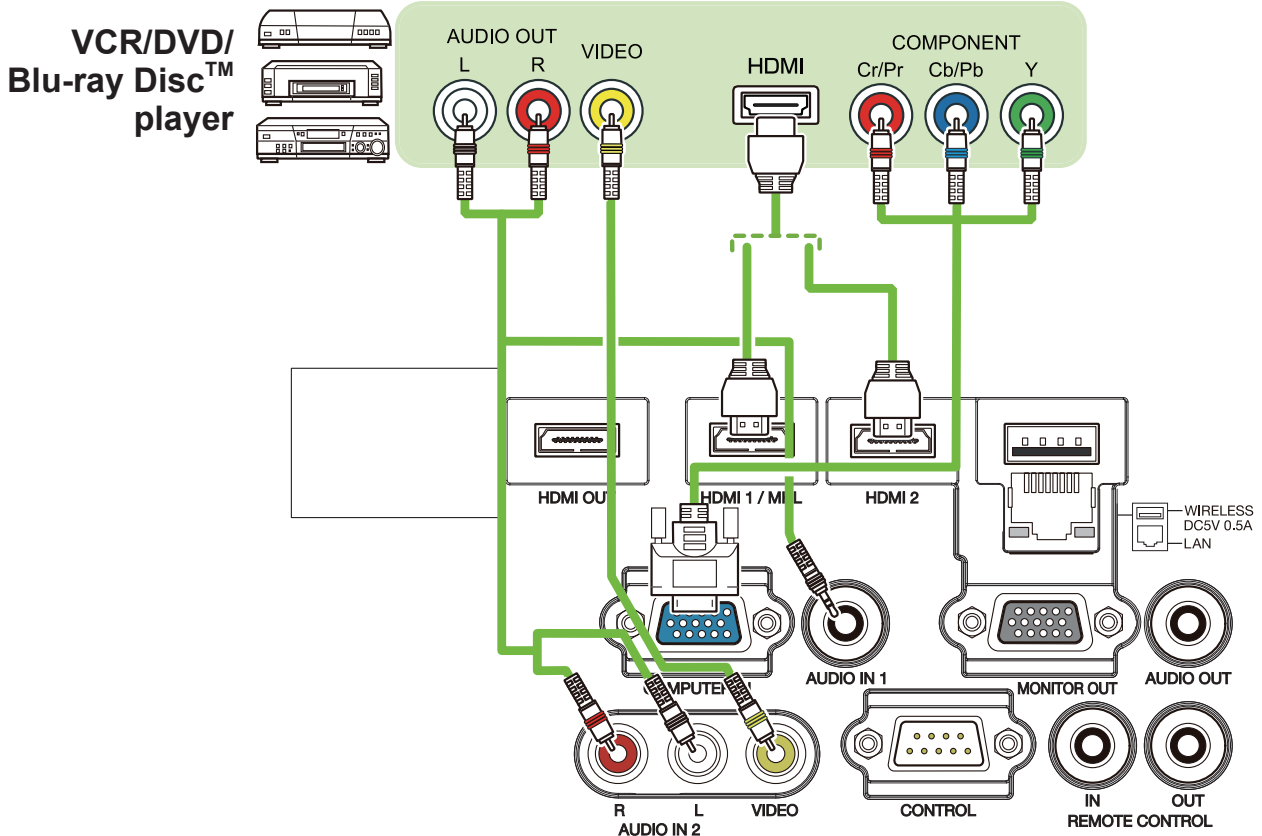 VCR/DVD/
Blu-ray Disc™
player
AUDIO OUT
L R
VIDEO
HDMI
COMPONENT
Cr/Pr Cb/Pb Y
HDMI OUT
HDMI 1 / MHL
HDMI 2
WIRELESS
DC5V 0.5A
LAN
COMPUTER IN
AUDIO IN 1
MONITOR OUT
AUDIO OUT
R L VIDEO
AUDIO IN 2
CONTROL
IN OUT
REMOTE CONTROL